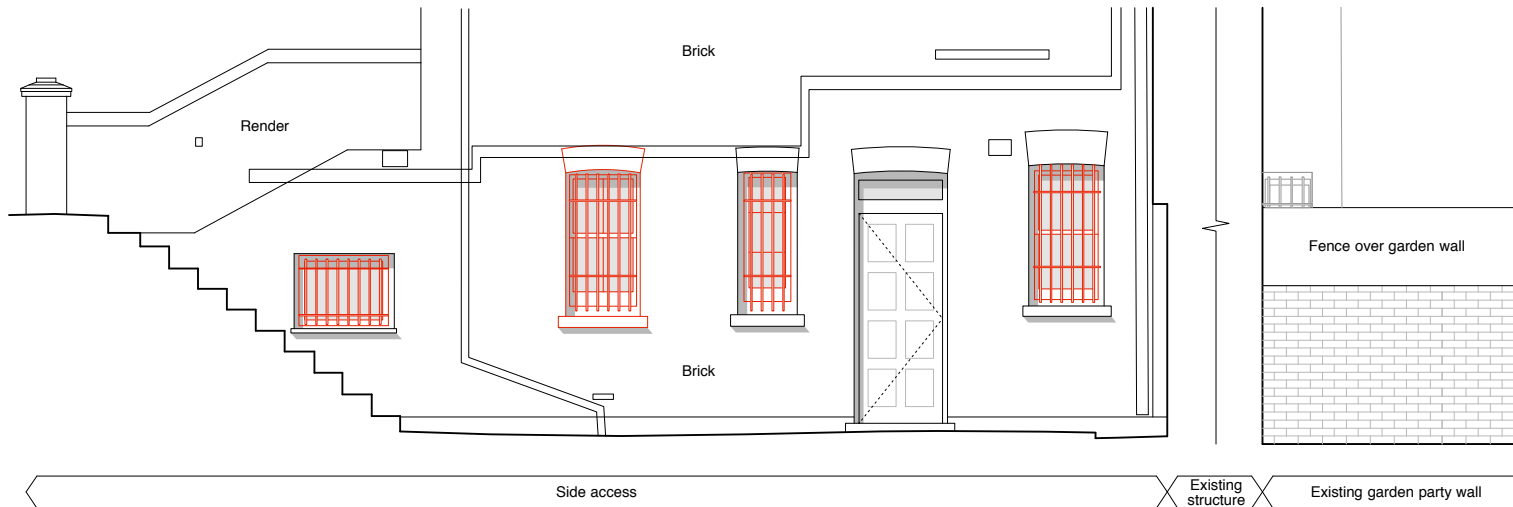 Brick
Render
Fence over garden wall
Brick
Side access
Existing
structure
Existing garden party wall